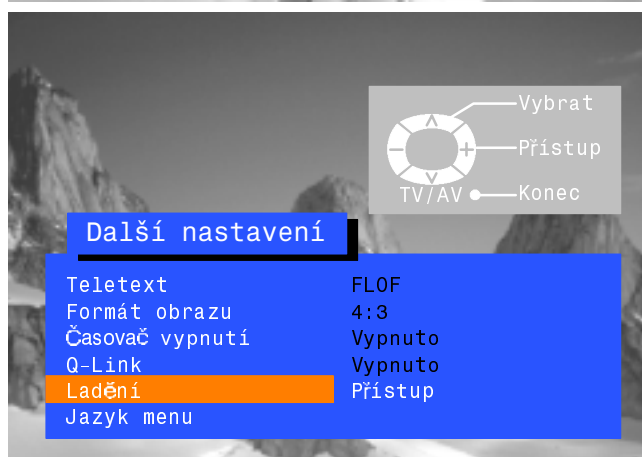 Vybrat
Přístup
TV/AV
Konec
Další nastavení
Teletext FLOF
Formát obrazu 4:3
Časovač vypnutí Vypnuto
Q-Link Vypnuto
Ladění Přístup
Jazyk menu